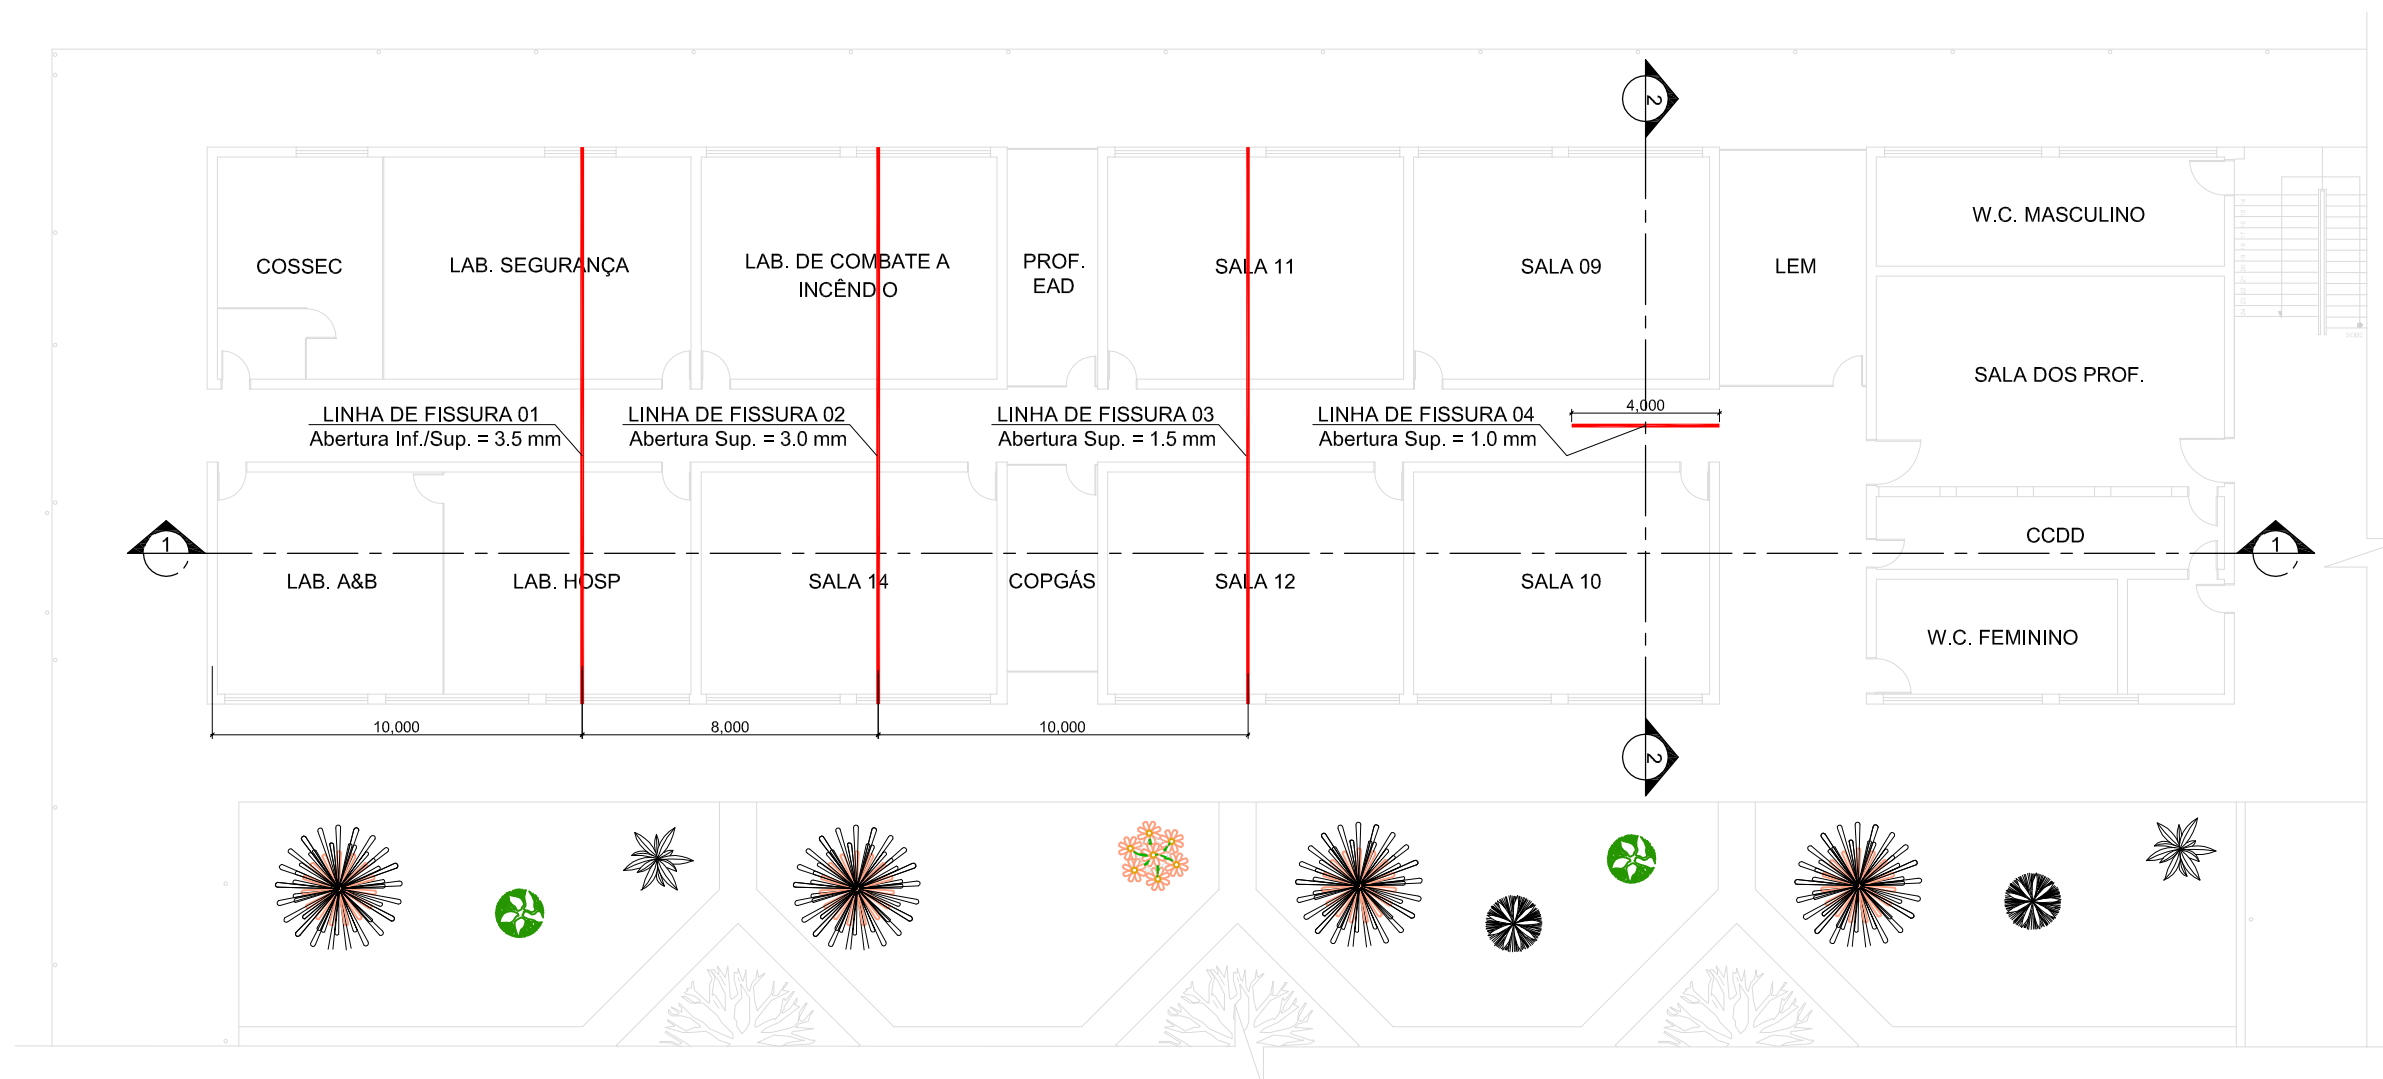 2
W.C. MASCULINO
COSSEC
LAB. SEGURANÇA
LAB. DE COMBATE A
INCÊNDIO
PROF.
EAD
SALA 11
SALA 09
LEM
SALA DOS PROF.
LINHA DE FISSURA 01
Abertura Inf./Sup. = 3.5 mm
LINHA DE FISSURA 02
Abertura Sup. = 3.0 mm
LINHA DE FISSURA 03
Abertura Sup. = 1.5 mm
LINHA DE FISSURA 04
Abertura Sup. = 1.0 mm
4,000
1
CCDD
1
LAB. A&B
LAB. HOSP
SALA 14
COPGÁS
SALA 12
SALA 10
W.C. FEMININO
10,000
8,000
10,000
2